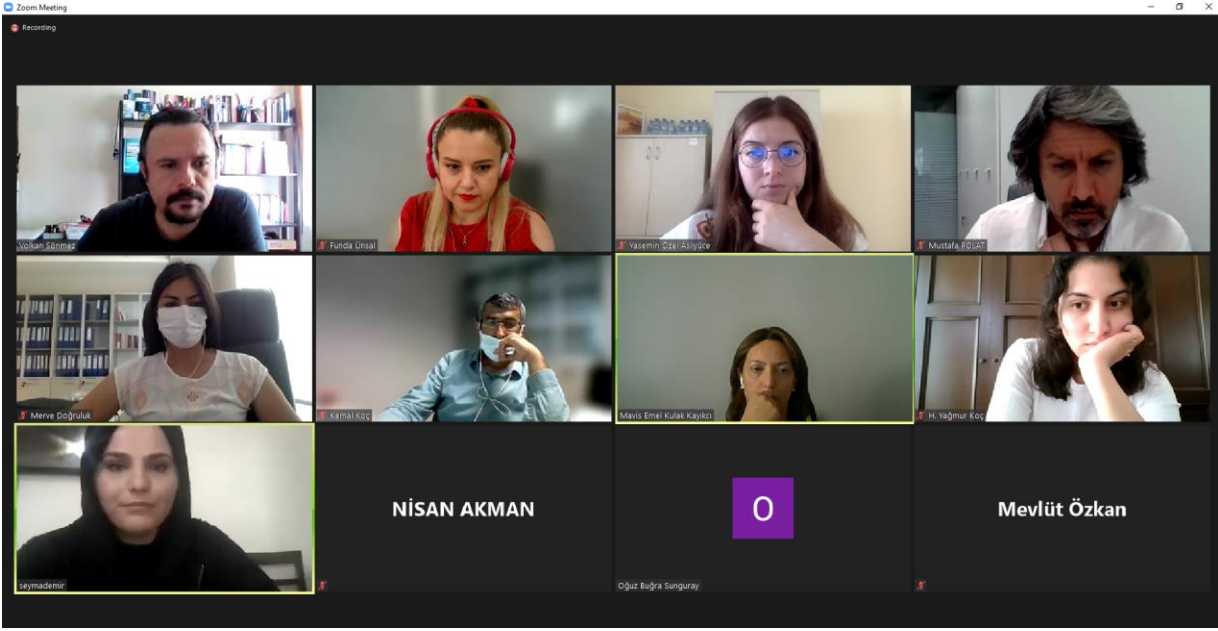 Zoom Meeting
Recording
Volkan Sönmez
Funda Ünsal
Yasemin Özel Aslıyüce
Mustafa POLAT
Merve Doğruluk
Kemal Koç
Mavis Emel Kulak Kayıkcı
H. Yağmur Koç
seymademir
NİSAN AKMAN
O
Oğuz Buğra Sunguray
Mevlüt Özkan